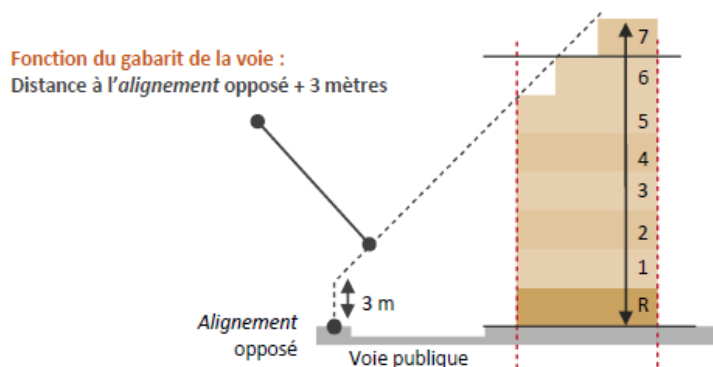 Fonction du gabarit de la voie :
Distance à l'alignement opposé + 3 mètres
7
6
5
4
3
2
1
R
3 m
Alignement
opposé
Voie publique